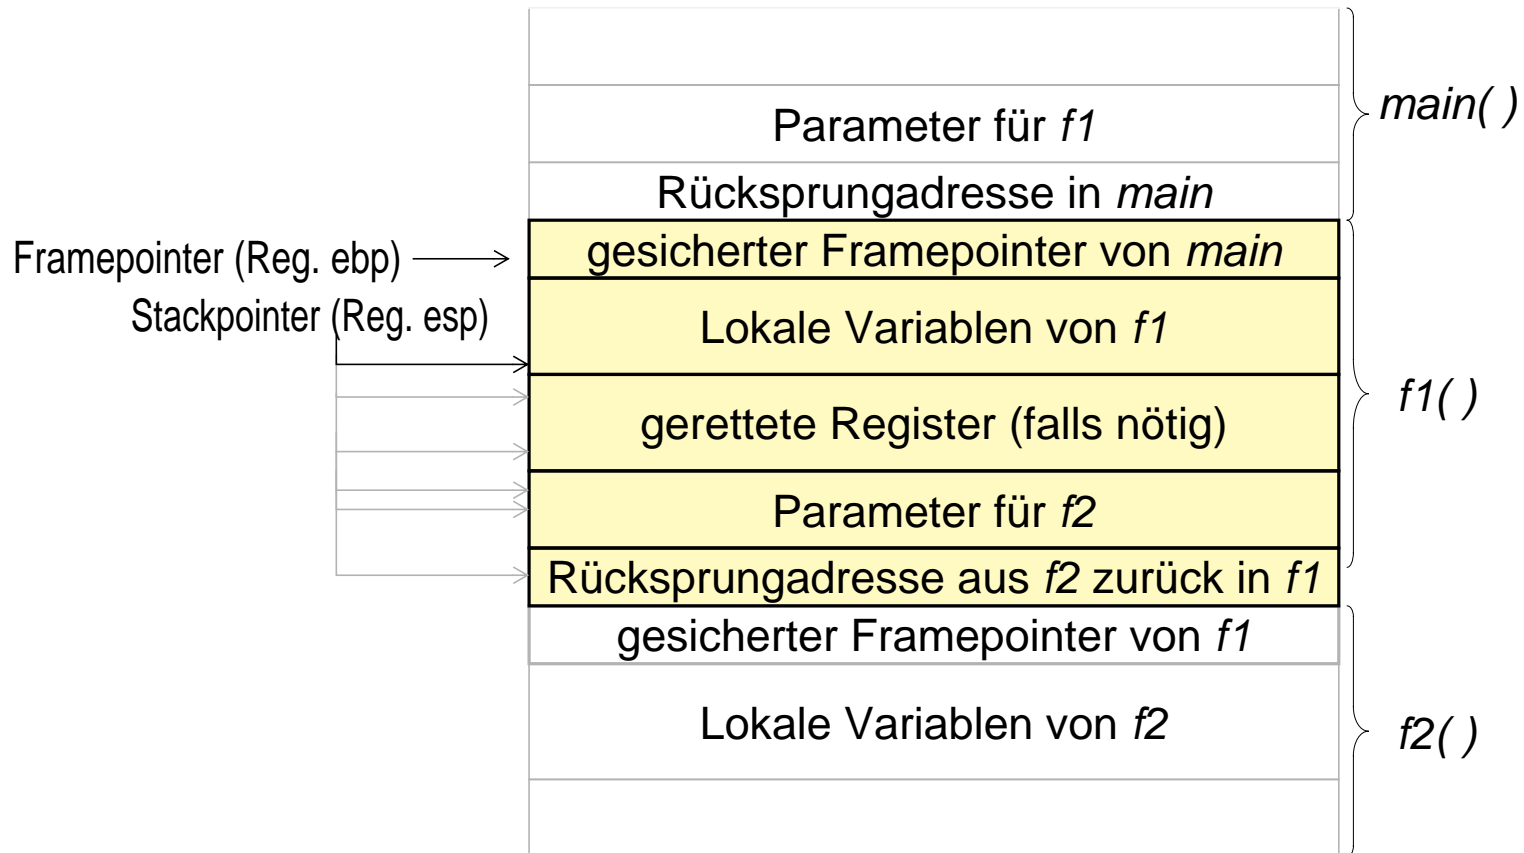 Parameter für f1
main( )
Rücksprungadresse in main
gesicherter Framepointer von main
Framepointer (Reg. ebp)
Stackpointer (Reg. esp)
Lokale Variablen von f1
f1( )
gerettete Register (falls nötig)
Parameter für f2
Rücksprungadresse aus f2 zurück in f1
gesicherter Framepointer von f1
Lokale Variablen von f2
f2( )